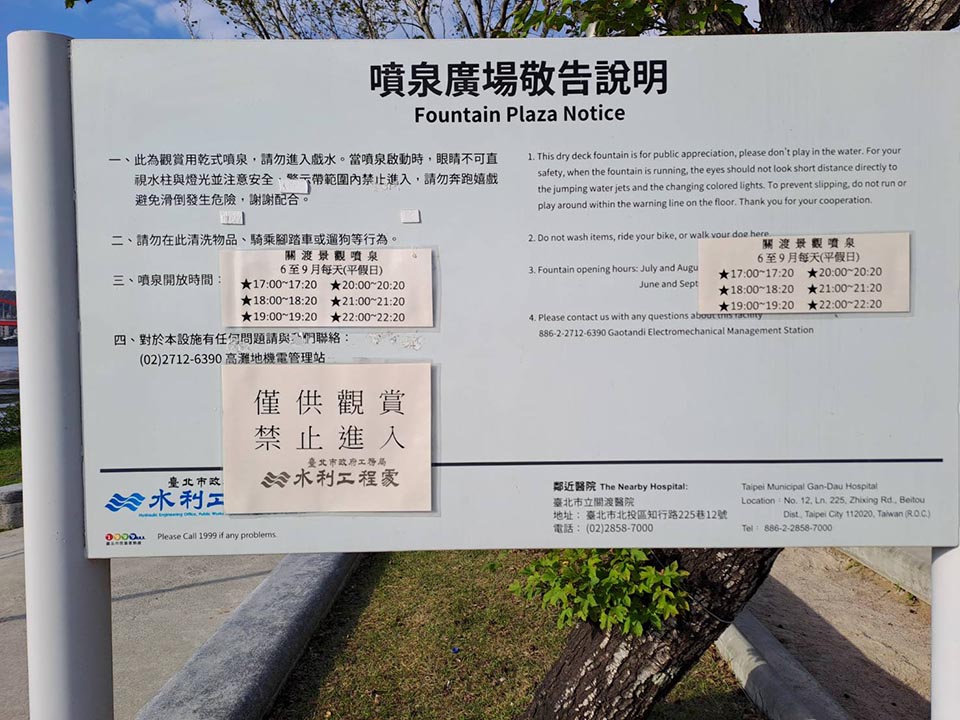 噴泉廣場敬告說明
Fountain Plaza Notice
一、此為觀賞用乾式噴泉，請勿進入戲水。當噴泉啟動時，眼睛不可直
視水柱與燈光並注意安全，警示帶範圍內禁止進入，請勿奔跑嬉戲
避免滑倒發生危險，謝謝配合。
二、請勿在此清洗物品、騎乘腳踏車或遛狗等行為。
三、噴泉開放時間：
關渡景觀噴泉
6至9月每天(平假日)
★17:00~17:20 ★20:00~20:20
★18:00~18:20 ★21:00~21:20
★19:00~19:20 ★22:00~22:20
四、對於本設施有任何問題請與我們聯絡：
(02)2712-6390 高灘地機電管理站
僅供觀賞
禁止進入
臺北市政府工務局
水利工程處
臺北市政
水利工
Hydraulic Engineering Office, Public
1999
Please Call 1999 if any problems.
1. This dry deck fountain is for public appreciation, please don't play in the water. For your
safety, when the fountain is running, the eyes should not look short distance directly to
the jumping water jets and the changing colored lights. To prevent slipping, do not run or
play around within the warning line on the floor. Thank you for your cooperation.
2. Do not wash items, ride your bike, or walk your dog here.
3. Fountain opening hours: July and Augu
June and Sept
關渡景觀噴泉
6至9月每天(平假日)
★17:00~17:20 ★20:00~20:20
★18:00~18:20 ★21:00~21:20
★19:00~19:20 ★22:00~22:20
4. Please contact us with any questions about this facility
886-2-2712-6390 Gaotandi Electromechanical Management Station
鄰近醫院 The Nearby Hospital:
臺北市立關渡醫院
地址： 臺北市北投區知行路225巷12號
電話： (02)2858-7000
Taipei Municipal Gan-Dau Hospital
Location：No. 12, Ln. 225, Zhixing Rd., Beitou
Dist., Taipei City 112020, Taiwan (R.O.C.)
Tel： 886-2-2858-7000